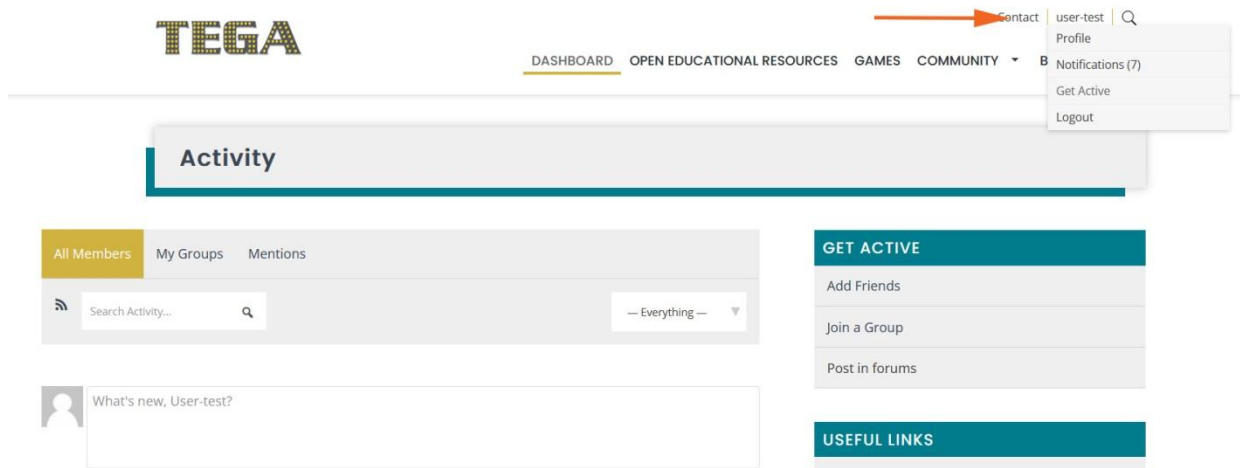 Contact user-test
TEGA
Profile
DASHBOARD OPEN EDUCATIONAL RESOURCES GAMES COMMUNITY B
Notifications (7)
Get Active
Logout
Activity
All Members My Groups Mentions
Search Activity...
— Everything —
What's new, User-test?
GET ACTIVE
Add Friends
Join a Group
Post in forums
USEFUL LINKS